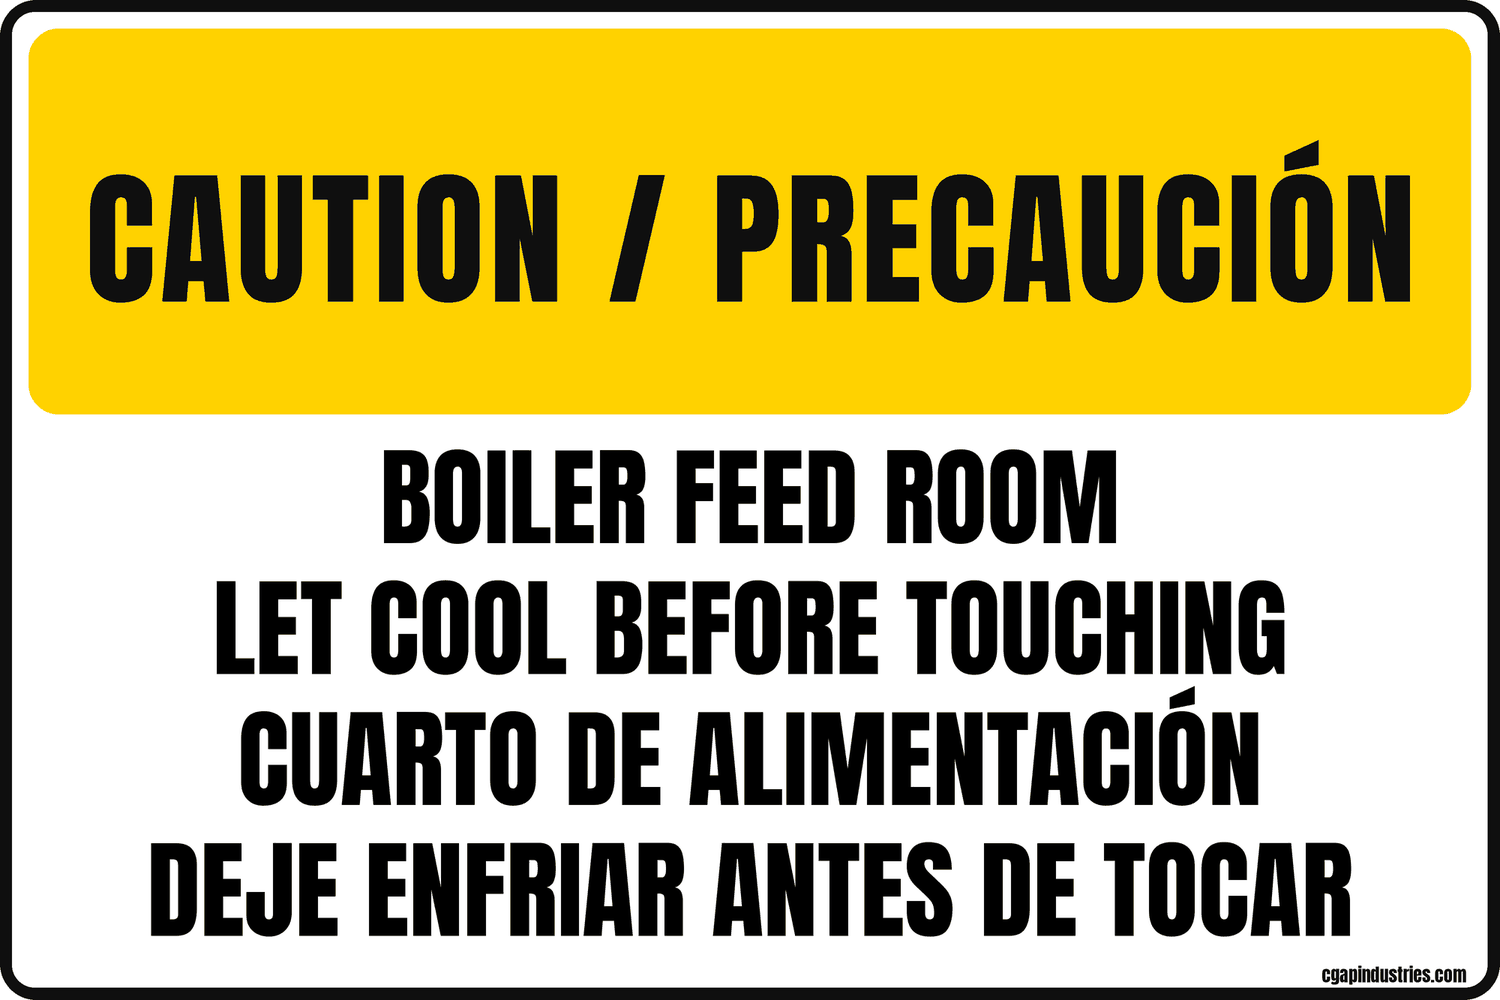 CAUTION / PRECAUCIÓN
BOILER FEED ROOM
LET COOL BEFORE TOUCHING
CUARTO DE ALIMENTACIÓN
DEJE ENFRIAR ANTES DE TOCAR
cgapindustries.com